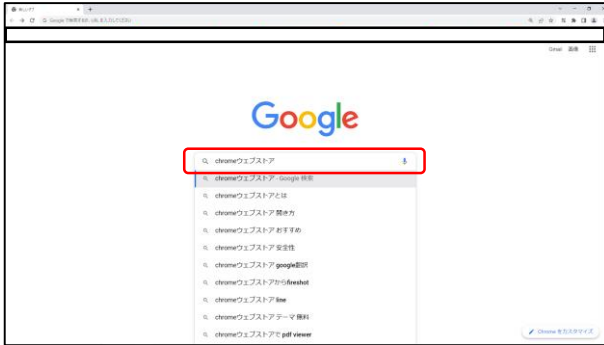 新しいタブ
Gmail 画像
Google
chromeウェブストア
chromeウェブストア - Google 検索
chromeウェブストアとは
chromeウェブストア 開き方
chromeウェブストア おすすめ
chromeウェブストア 安全性
chromeウェブストア google翻訳
chromeウェブストアからfireshot
chromeウェブストア line
chromeウェブストア テーマ 無料
chromeウェブストアで pdf viewer
Chrome をカスタマイズ